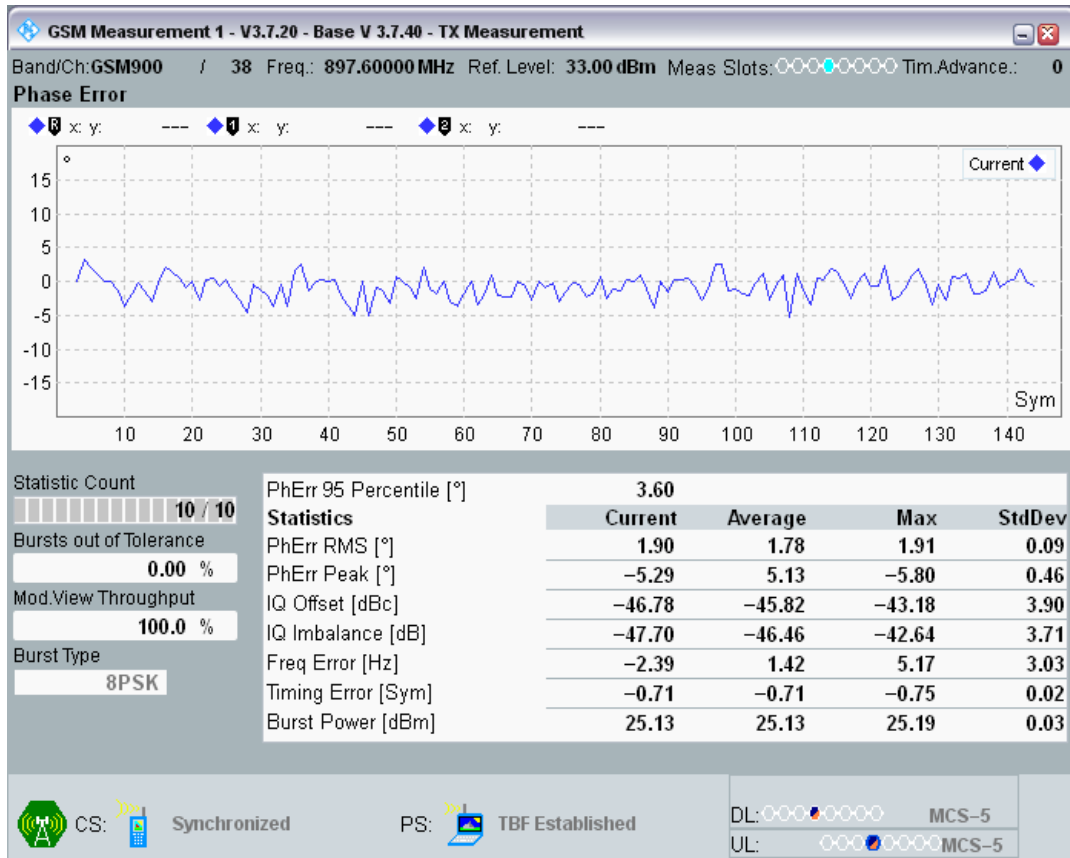 GSM Measurement 1 - V3.7.20 - Base V 3.7.40 - TX Measurement
Band/Ch:GSM900 / 38 Freq.: 897.60000 MHz Ref. Level: 33.00 dBm Meas Slots: Tim.Advance.: 0
Phase Error
R x: y: --- 1 x: y: --- 2 x: y: ---
° Current
15
10
5
0
-5
-10
-15
Sym
10 20 30 40 50 60 70 80 90 100 110 120 130 140
Statistic Count
10 / 10
Bursts out of Tolerance
0.00 %
Mod.View Throughput
100.0 %
Burst Type
8PSK
PhErr 95 Percentile [°] 3.60
Statistics Current Average Max StdDev
PhErr RMS [°] 1.90 1.78 1.91 0.09
PhErr Peak [°] −5.29 5.13 −5.80 0.46
IQ Offset [dBc] −46.78 −45.82 −43.18 3.90
IQ Imbalance [dB] −47.70 −46.46 −42.64 3.71
Freq Error [Hz] −2.39 1.42 5.17 3.03
Timing Error [Sym] −0.71 −0.71 −0.75 0.02
Burst Power [dBm] 25.13 25.13 25.19 0.03
CS: Synchronized PS: TBF Established
DL: MCS−5
UL: MCS−5